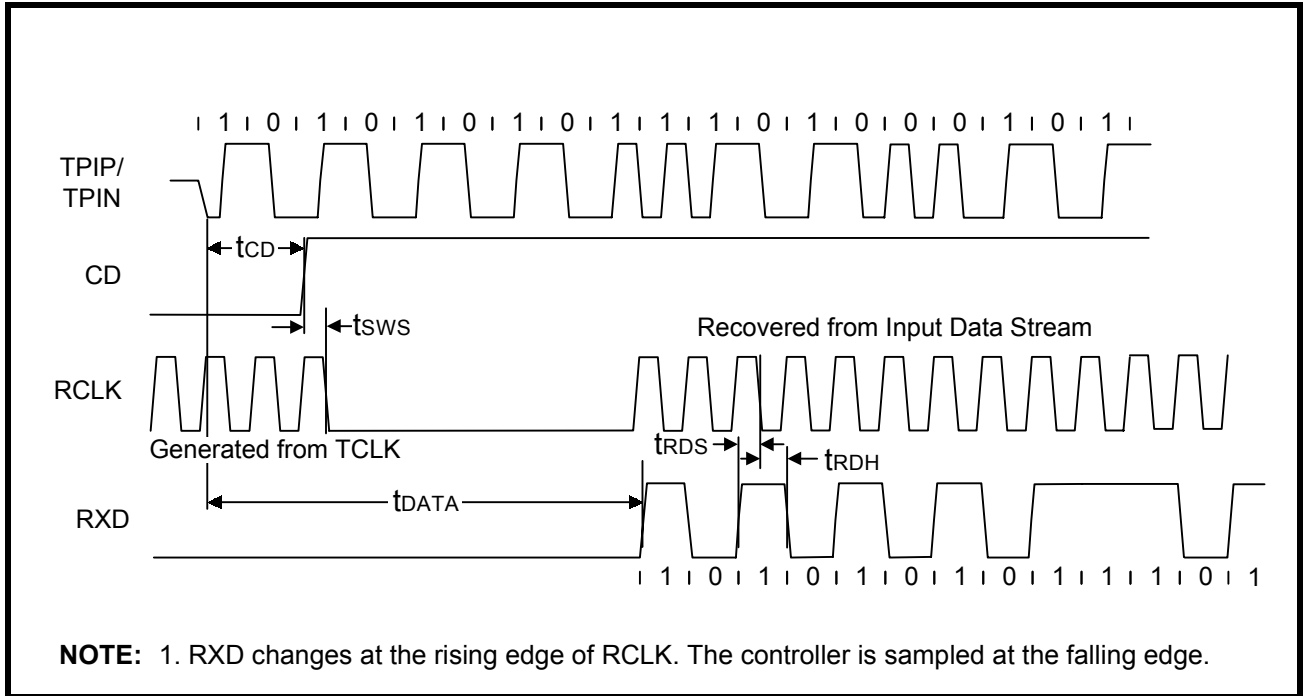 1 0 1 0 1 0 1 0 1 1 1 0 1 0 0 0 1 0 1
TPIP/
TPIN
tCD
CD
tSWS
Recovered from Input Data Stream
RCLK
Generated from TCLK
tRDS
tRDH
tDATA
RXD
1 0 1 0 1 0 1 0 1 1 1 0 1
NOTE: 1. RXD changes at the rising edge of RCLK. The controller is sampled at the falling edge.